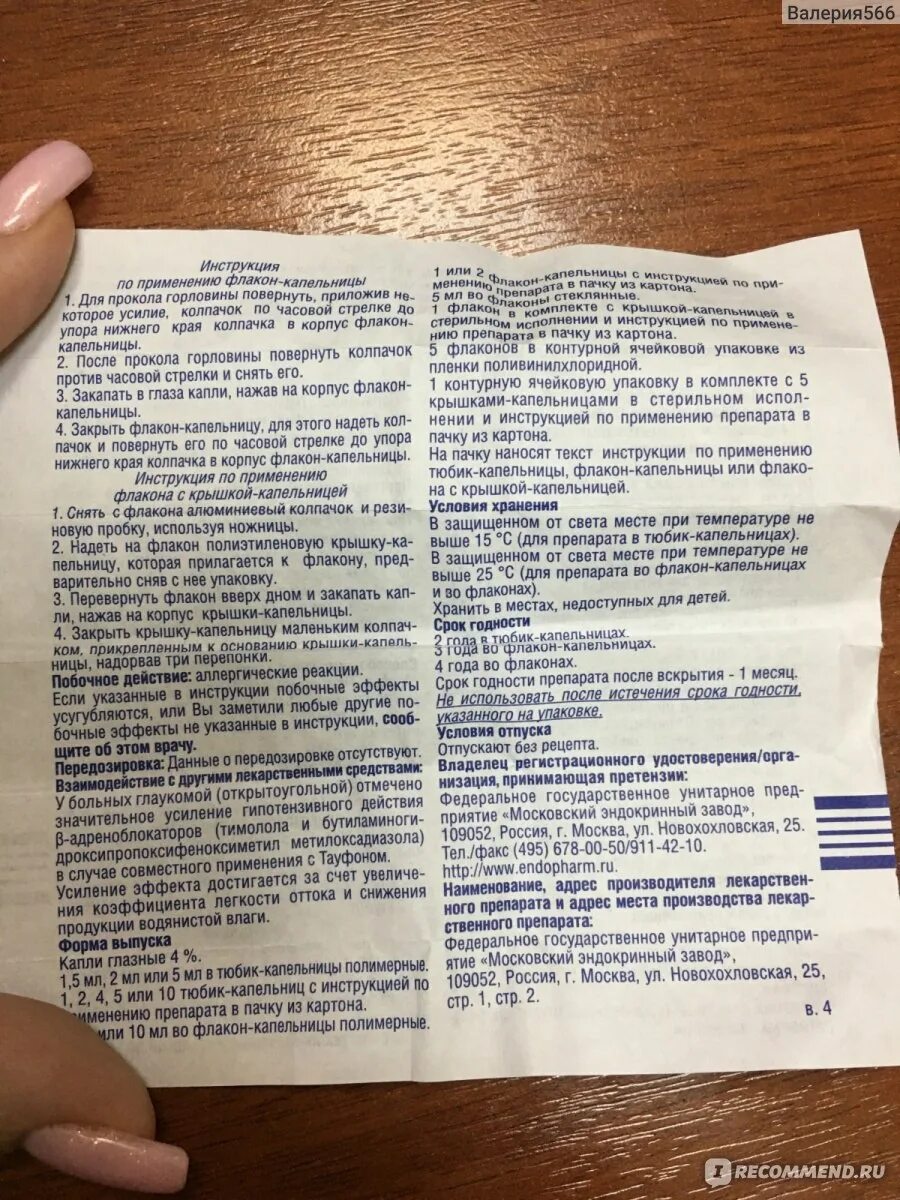 Валерия566
Инструкция
по применению флакон-капельницы
1. Для прокола горловины повернуть, приложив не-
которое усилие, колпачок по часовой стрелке до
упора нижнего края колпачка в корпус флакон-
капельницы.
2. После прокола горловины повернуть колпачок
против часовой стрелки и снять его.
3. Закапать в глаза капли, нажав на корпус флакон-
капельницы.
4. Закрыть флакон-капельницу, для этого надеть кол-
пачок и повернуть его по часовой стрелке до упора
нижнего края колпачка в корпус флакон-капельницы.
Инструкция по применению
флакона с крышкой-капельницей
1. Снять с флакона алюминиевый колпачок и рези-
новую пробку, используя ножницы.
2. Надеть на флакон полиэтиленовую крышку-ка-
пельницу, которая прилагается к флакону, пред-
варительно сняв с нее упаковку.
3. Перевернуть флакон вверх дном и закапать кап-
ли, нажав на корпус крышки-капельницы.
4. Закрыть крышку-капельницу маленьким колпач-
ком, прикрепленным к основанию крышки-капель-
ницы, надорвав три перепонки.
Побочное действие: аллергические реакции.
Если указанные в инструкции побочные эффекты
усугубляются, или Вы заметили любые другие по-
бочные эффекты не указанные в инструкции, сооб-
щите об этом врачу.
Передозировка: Данные о передозировке отсутствуют.
Взаимодействие с другими лекарственными средствами:
У больных глаукомой (открытоугольной) отмечено
значительное усиление гипотензивного действия
β-адреноблокаторов (тимолола и бутиламиноги-
дроксипропоксифеноксиметил метилоксадиазола)
в случае совместного применения с Тауфоном.
Усиление эффекта достигается за счет увеличе-
ния коэффициента легкости оттока и снижения
продукции водянистой влаги.
Форма выпуска
Капли глазные 4 %.
1,5 мл, 2 мл или 5 мл в тюбик-капельницы полимерные.
1, 2, 4, 5 или 10 тюбик-капельниц с инструкцией по
применению препарата в пачку из картона.
или 10 мл во флакон-капельницы полимерные.
1 или 2 флакон-капельницы с инструкцией по при-
менению препарата в пачку из картона.
5 мл во флаконы стеклянные.
1 флакон в комплекте с крышкой-капельницей в
стерильном исполнении и инструкцией по примене-
нию препарата в пачку из картона.
5 флаконов в контурной ячейковой упаковке из
пленки поливинилхлоридной.
1 контурную ячейковую упаковку в комплекте с 5
крышками-капельницами в стерильном испол-
нении и инструкцией по применению препарата в
пачку из картона.
На пачку наносят текст инструкции по применению
тюбик-капельницы, флакон-капельницы или флако-
на с крышкой-капельницей.
Условия хранения
В защищенном от света месте при температуре не
выше 15 °С (для препарата в тюбик-капельницах).
В защищенном от света месте при температуре не
выше 25 °С (для препарата во флакон-капельницах
и во флаконах).
Хранить в местах, недоступных для детей.
Срок годности
2 года в тюбик-капельницах.
3 года во флакон-капельницах.
4 года во флаконах.
Срок годности препарата после вскрытия - 1 месяц.
Не использовать после истечения срока годности,
указанного на упаковке.
Условия отпуска
Отпускают без рецепта.
Владелец регистрационного удостоверения/орга-
низация, принимающая претензии:
Федеральное государственное унитарное пред-
приятие «Московский эндокринный завод»,
109052, Россия, г. Москва, ул. Новохохловская, 25.
Тел./факс (495) 678-00-50/911-42-10.
http://www.endopharm.ru.
Наименование, адрес производителя лекарствен-
ного препарата и адрес места производства лекар-
ственного препарата:
Федеральное государственное унитарное предпри-
ятие «Московский эндокринный завод»,
109052, Россия, г. Москва, ул. Новохохловская, 25,
стр. 1, стр. 2.
в. 4
IRECOMMEND.RU